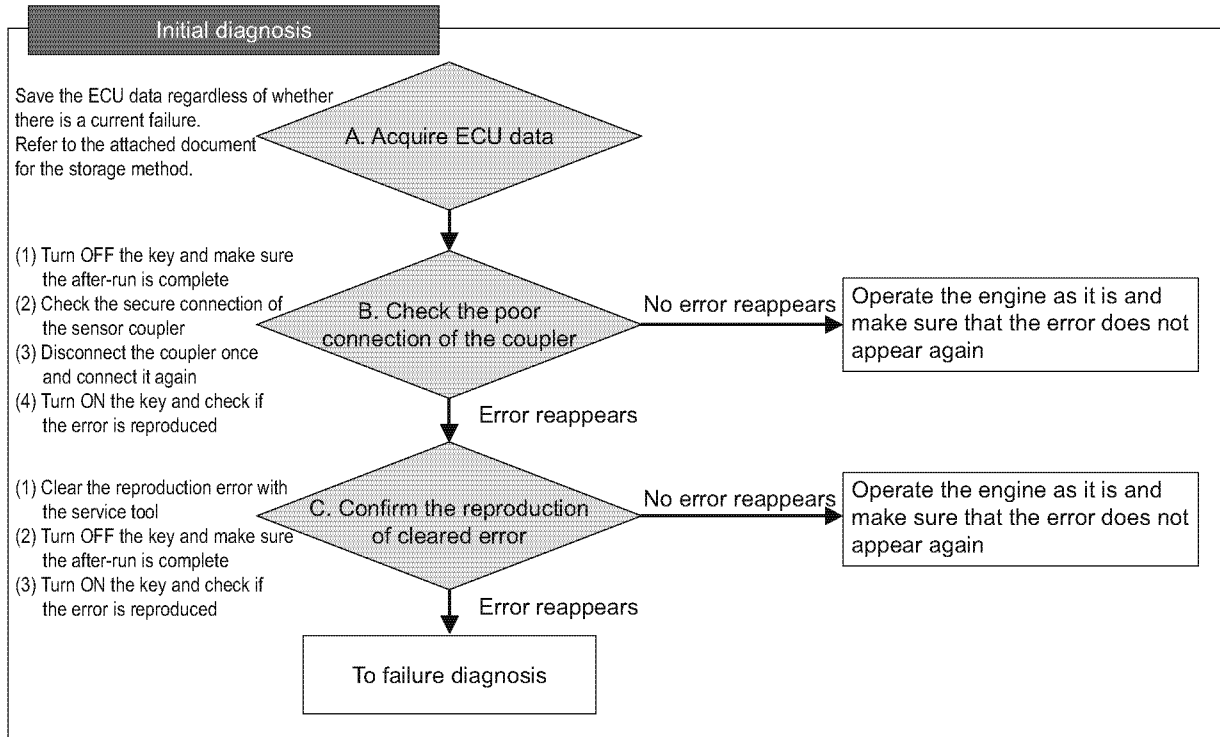 Initial diagnosis
Save the ECU data regardless of whether
there is a current failure.
Refer to the attached document
for the storage method.
A. Acquire ECU data
(1) Turn OFF the key and make sure
the after-run is complete
(2) Check the secure connection of
the sensor coupler
(3) Disconnect the coupler once
and connect it again
(4) Turn ON the key and check if
the error is reproduced
B. Check the poor
connection of the coupler
No error reappears
Operate the engine as it is and
make sure that the error does not
appear again
Error reappears
(1) Clear the reproduction error with
the service tool
(2) Turn OFF the key and make sure
the after-run is complete
(3) Turn ON the key and check if
the error is reproduced
C. Confirm the reproduction
of cleared error
No error reappears
Operate the engine as it is and
make sure that the error does not
appear again
Error reappears
To failure diagnosis